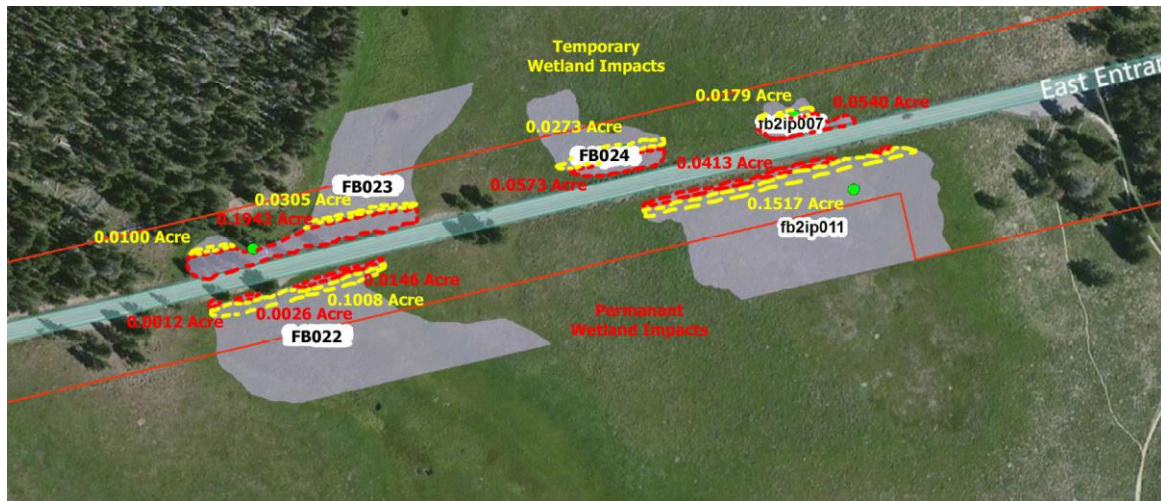 Temporary
Wetland Impacts
East Entran
0.0179 Acre
0.0540 Acre
rb2ip007
0.0273 Acre
FB024
0.0413 Acre
0.0573 Acre
FB023
0.0305 Acre
0.1942 Acre
0.1517 Acre
fb2ip011
0.0100 Acre
0.0146 Acre
0.1008 Acre
0.0012 Acre
0.0026 Acre
FB022
Permanant
Wetland Impacts